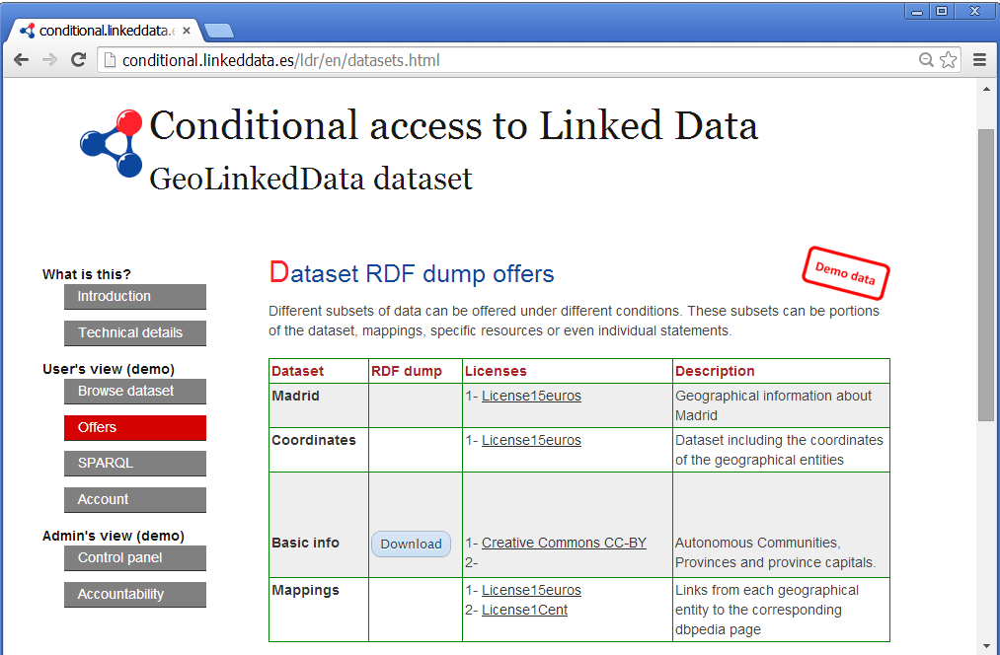 conditional.linkeddata.e
conditional.linkeddata.es/ldr/en/datasets.html
Conditional access to Linked Data
GeoLinkedData dataset
What is this?
Introduction
Technical details
User's view (demo)
Browse dataset
Offers
SPARQL
Account
Admin's view (demo)
Control panel
Accountability
Dataset RDF dump offers
Demo data
Different subsets of data can be offered under different conditions. These subsets can be portions
of the dataset, mappings, specific resources or even individual statements.
Dataset RDF dump Licenses Description
Madrid 1- License15euros Geographical information about
Madrid
Coordinates 1- License15euros Dataset including the coordinates
of the geographical entities
Basic info Download 1- Creative Commons CC-BY Autonomous Communities,
2- Provinces and province capitals.
Mappings 1- License15euros Links from each geographical
2- License1Cent entity to the corresponding
dbpedia page